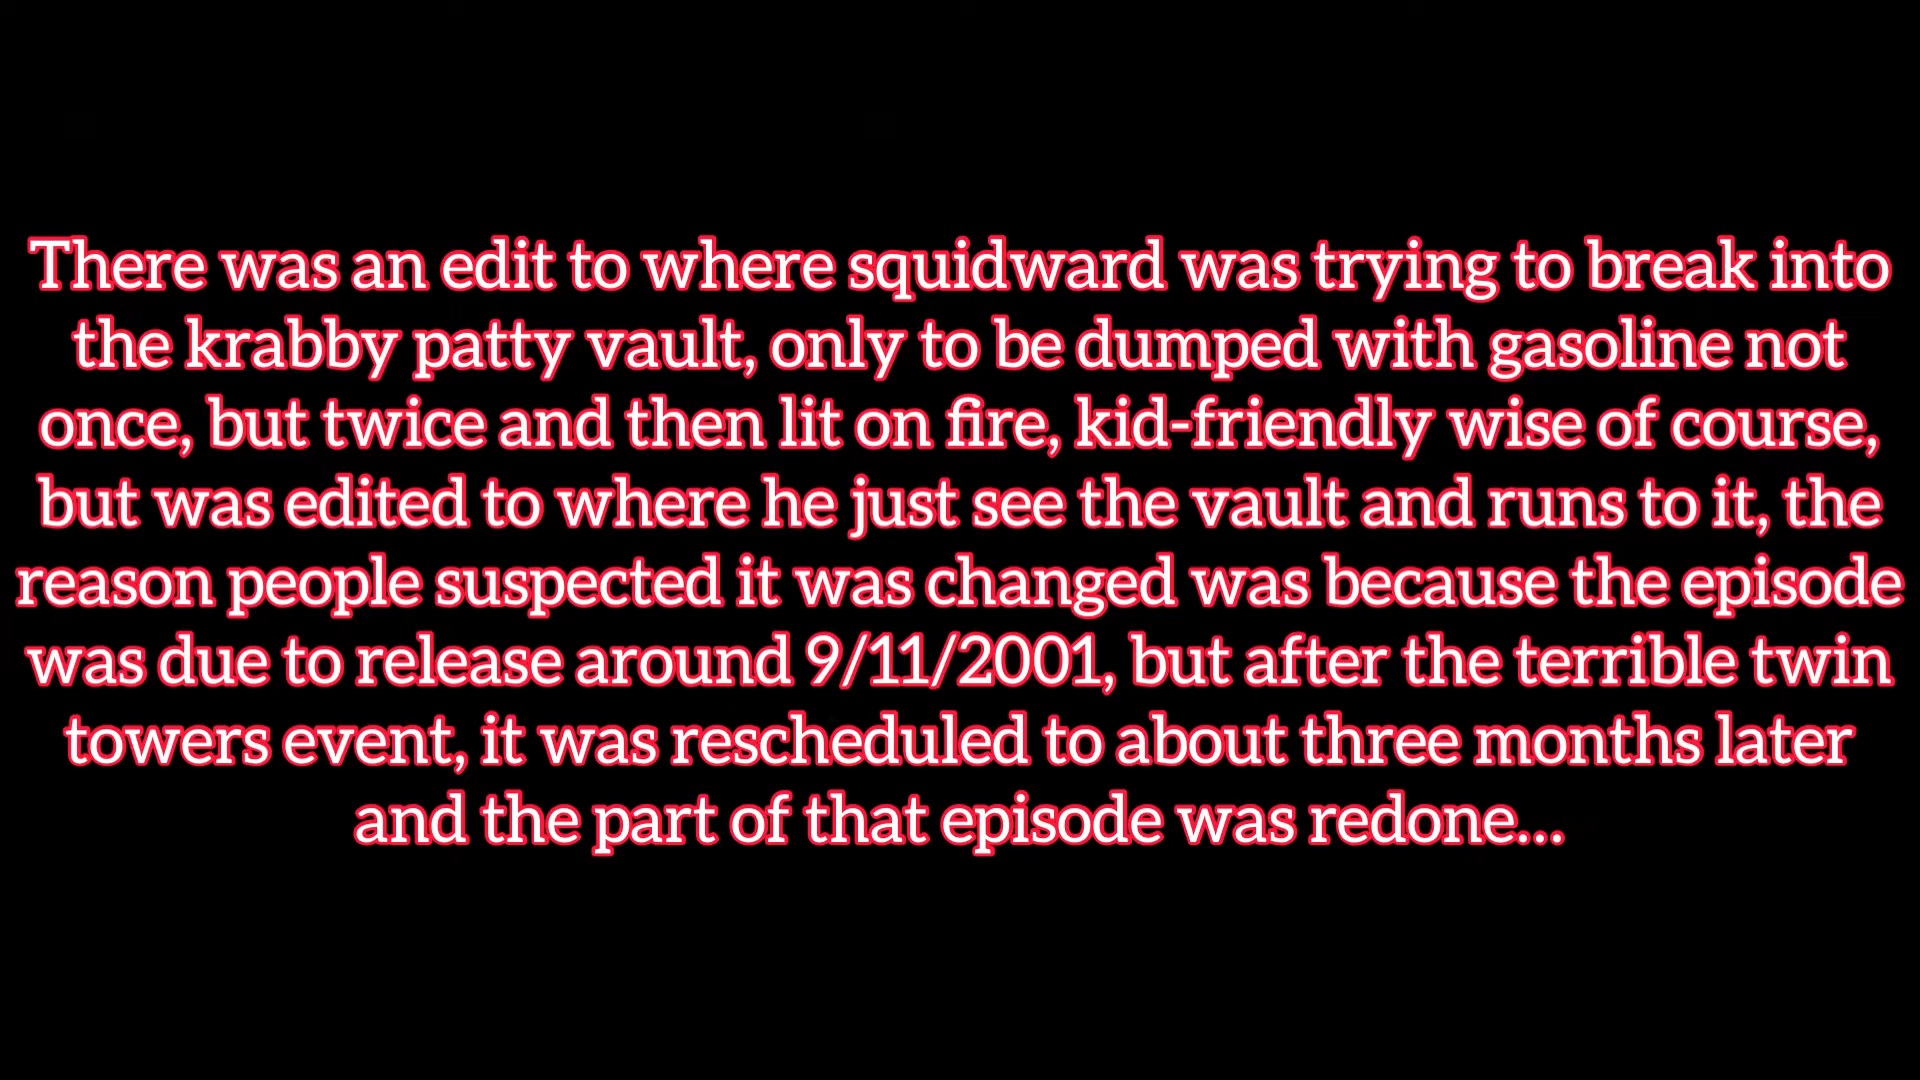 There was an edit to where squidward was trying to break into
the krabby patty vault, only to be dumped with gasoline not
once, but twice and then lit on fire, kid-friendly wise of course,
but was edited to where he just see the vault and runs to it, the
reason people suspected it was changed was because the episode
was due to release around 9/11/2001, but after the terrible twin
towers event, it was rescheduled to about three months later
and the part of that episode was redone...